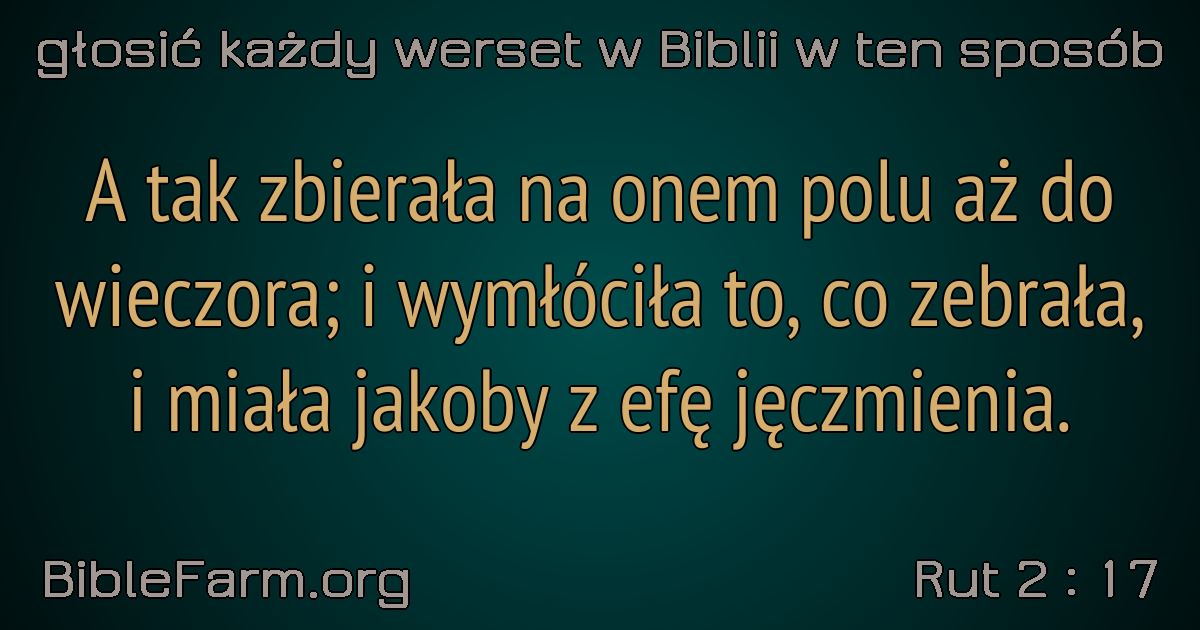 głosić każdy werset w Biblii w ten sposób
A tak zbierała na onem polu aż do
wieczora; i wymłóciła to, co zebrała,
i miała jakoby z efę jęczmienia.
BibleFarm.org
Rut 2 : 17